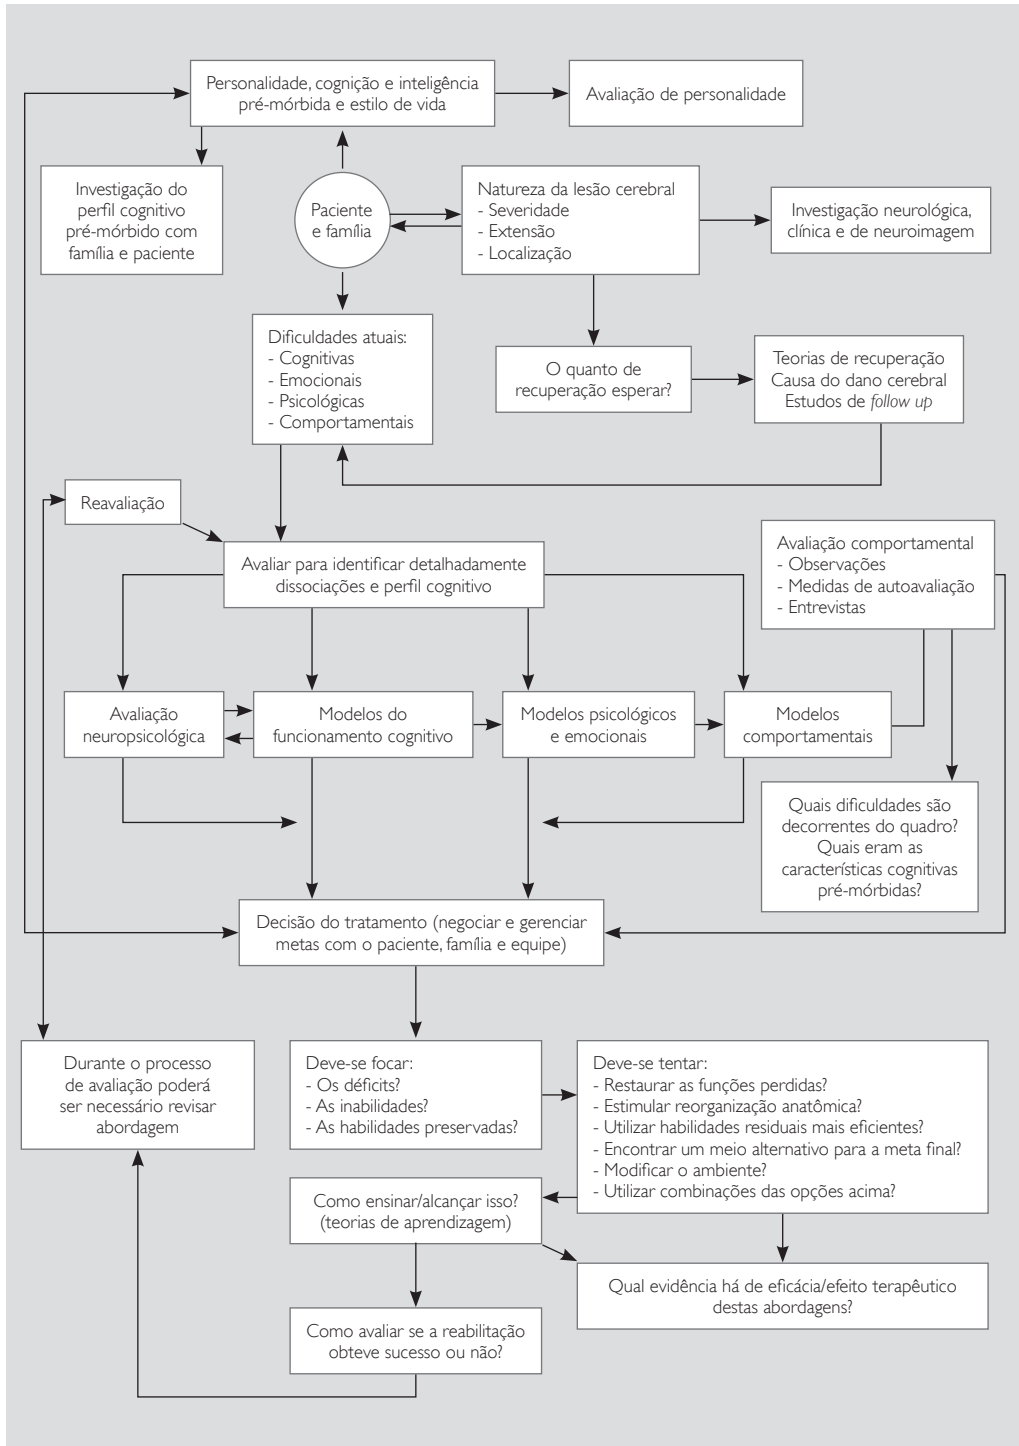 Personalidade, cognição e inteligência
pré-mórbida e estilo de vida
Avaliação de personalidade
Investigação do
perfil cognitivo
pré-mórbido com
família e paciente
Paciente
e família
Natureza da lesão cerebral
- Severidade
- Extensão
- Localização
Investigação neurológica,
clínica e de neuroimagem
Dificuldades atuais:
- Cognitivas
- Emocionais
- Psicológicas
- Comportamentais
O quanto de
recuperação esperar?
Teorias de recuperação
Causa do dano cerebral
Estudos de follow up
Reavaliação
Avaliar para identificar detalhadamente
dissociações e perfil cognitivo
Avaliação comportamental
- Observações
- Medidas de autoavaliação
- Entrevistas
Avaliação
neuropsicológica
Modelos do
funcionamento cognitivo
Modelos psicológicos
e emocionais
Modelos
comportamentais
Quais dificuldades são
decorrentes do quadro?
Quais eram as
características cognitivas
pré-mórbidas?
Decisão do tratamento (negociar e gerenciar
metas com o paciente, família e equipe)
Durante o processo
de avaliação poderá
ser necessário revisar
abordagem
Deve-se focar:
- Os déficits?
- As inabilidades?
- As habilidades preservadas?
Deve-se tentar:
- Restaurar as funções perdidas?
- Estimular reorganização anatômica?
- Utilizar habilidades residuais mais eficientes?
- Encontrar um meio alternativo para a meta final?
- Modificar o ambiente?
- Utilizar combinações das opções acima?
Como ensinar/alcançar isso?
(teorias de aprendizagem)
Qual evidência há de eficácia/efeito terapêutico
destas abordagens?
Como avaliar se a reabilitação
obteve sucesso ou não?